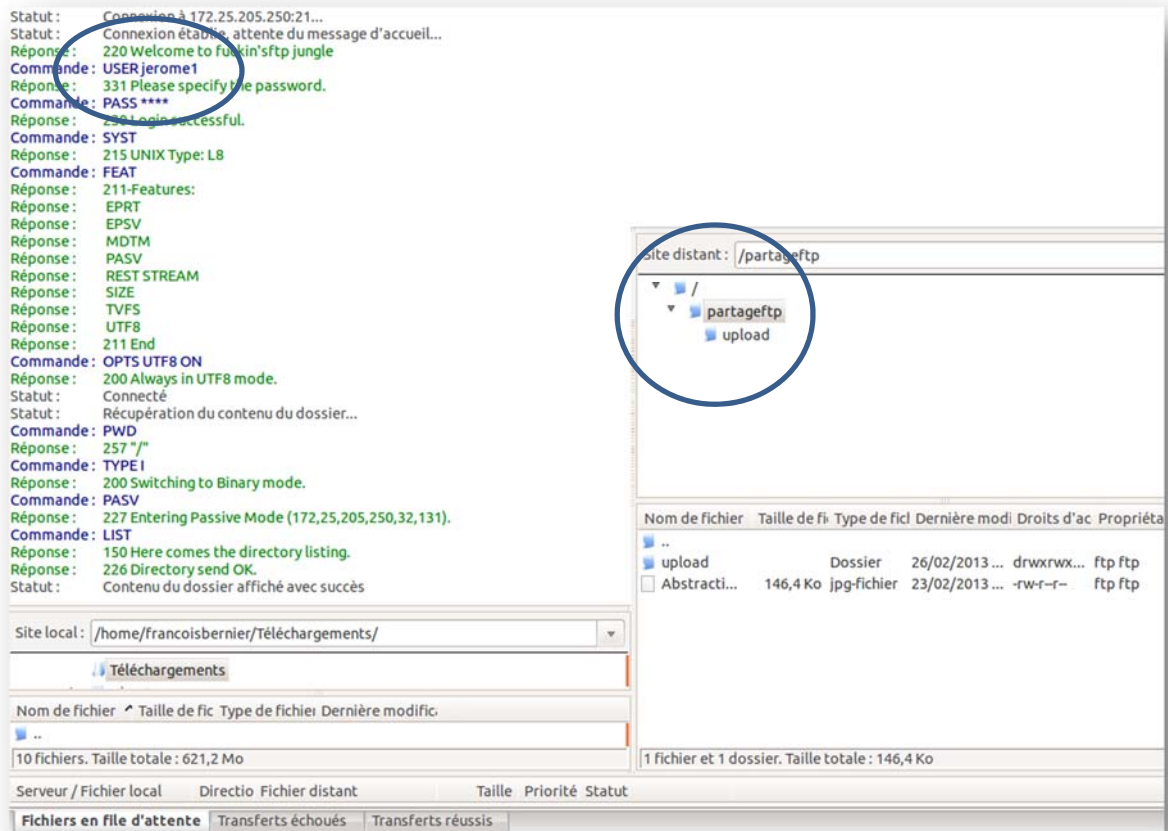 Statut : Connexion à 172.25.205.250:21...
Statut : Connexion établie, attente du message d'accueil...
Réponse : 220 Welcome to fuckin'sftp jungle
Commande : USER jerome1
Réponse : 331 Please specify the password.
Commande : PASS ****
Réponse : 230 Login successful.
Commande : SYST
Réponse : 215 UNIX Type: L8
Commande : FEAT
Réponse : 211-Features:
Réponse : EPRT
Réponse : EPSV
Réponse : MDTM
Réponse : PASV
Réponse : REST STREAM
Réponse : SIZE
Réponse : TVFS
Réponse : UTF8
Réponse : 211 End
Commande : OPTS UTF8 ON
Réponse : 200 Always in UTF8 mode.
Statut : Connecté
Statut : Récupération du contenu du dossier...
Commande : PWD
Réponse : 257 "/"
Commande : TYPE I
Réponse : 200 Switching to Binary mode.
Commande : PASV
Réponse : 227 Entering Passive Mode (172,25,205,250,32,131).
Commande : LIST
Réponse : 150 Here comes the directory listing.
Réponse : 226 Directory send OK.
Statut : Contenu du dossier affiché avec succès
Site distant : /partageftp
/
partageftp
upload
Nom de fichier Taille de fi Type de ficl Dernière modi Droits d'ac Propriéta
..
upload Dossier 26/02/2013 ... drwxrwx... ftp ftp
Abstracti... 146,4 Ko jpg-fichier 23/02/2013 ... -rw-r--r-- ftp ftp
1 fichier et 1 dossier. Taille totale : 146,4 Ko
Site local : /home/francoisbernier/Téléchargements/
Téléchargements
Nom de fichier Taille de fic Type de fichier Dernière modific
..
10 fichiers. Taille totale : 621,2 Mo
Serveur / Fichier local Directio Fichier distant Taille Priorité Statut
Fichiers en file d'attente Transferts échoués Transferts réussis